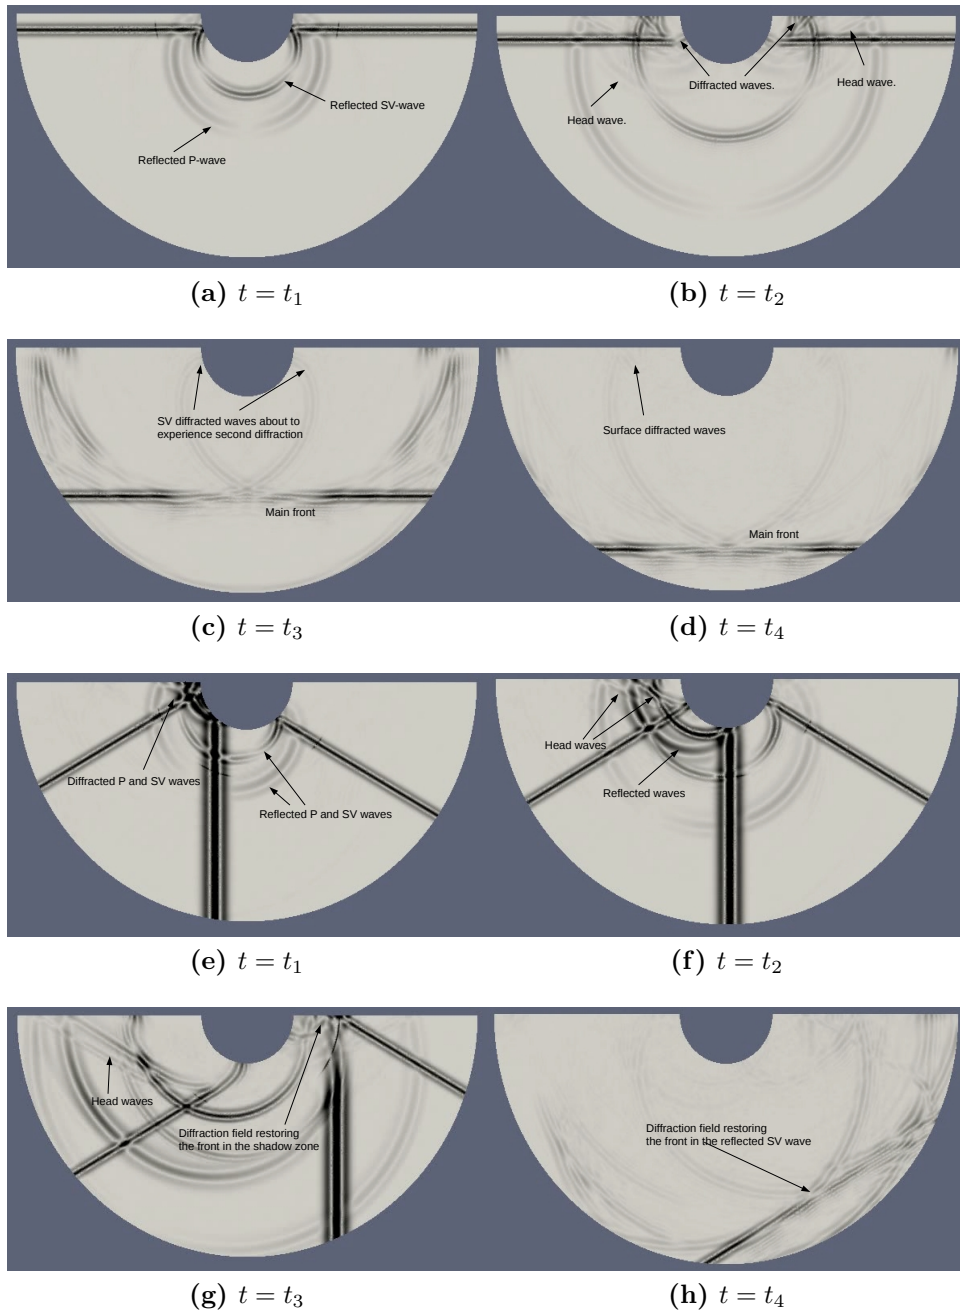 Reflected SV-wave
Reflected P-wave
(a) t = t₁
Diffracted waves.
Head wave.
Head wave.
(b) t = t₂
SV diffracted waves about to
experience second diffraction
Main front
(c) t = t₃
Surface diffracted waves
Main front
(d) t = t₄
Diffracted P and SV waves
Reflected P and SV waves
(e) t = t₁
Head waves
Reflected waves
(f) t = t₂
Head waves
Diffraction field restoring
the front in the shadow zone
(g) t = t₃
Diffraction field restoring
the front in the reflected SV wave
(h) t = t₄